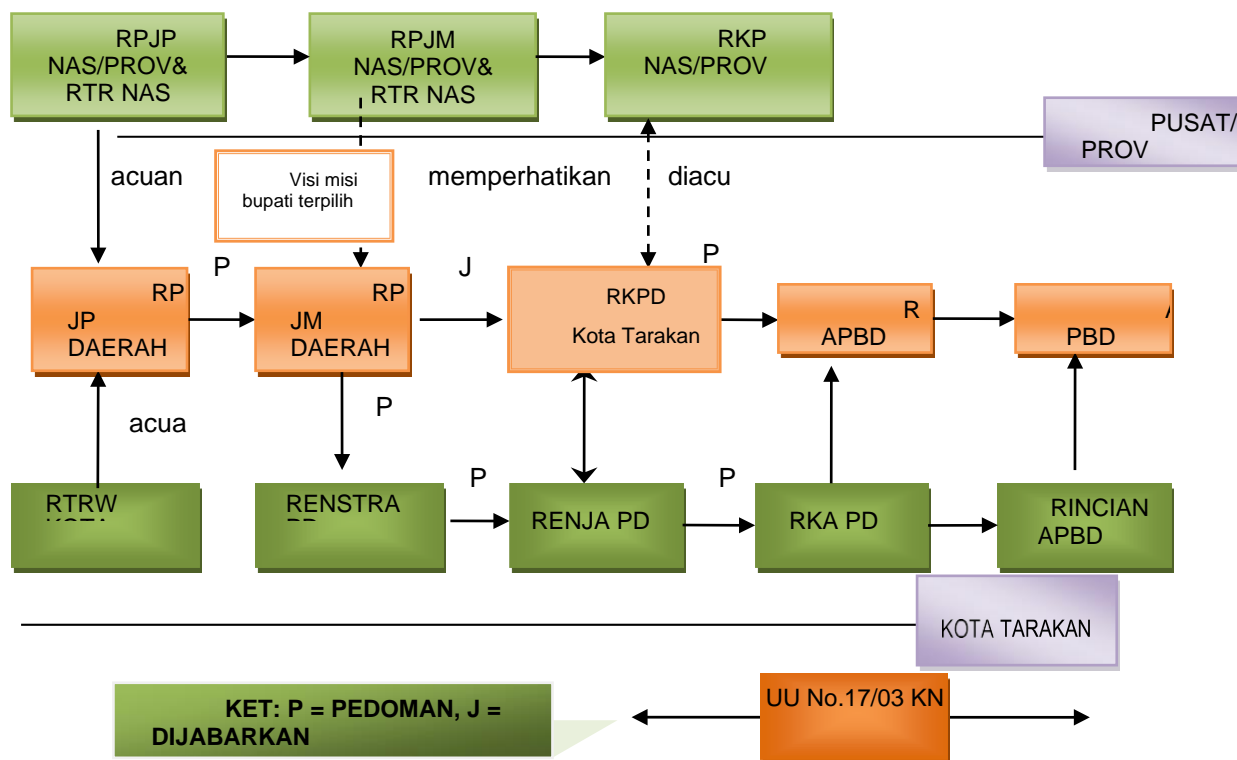 RPJP
NAS/PROV&
RTR NAS
RPJM
NAS/PROV&
RTR NAS
RKP
NAS/PROV
PUSAT/
PROV
acuan
Visi misi
bupati terpilih
memperhatikan
diacu
P
J
P
RP
JP
DAERAH
RP
JM
DAERAH
RKPD
Kota Tarakan
R
APBD
PBD
acua
P
P
P
RTRW
KOTA
RENSTRA
RENJA PD
RKA PD
RINCIAN
APBD
KOTA TARAKAN
KET: P = PEDOMAN, J =
DIJABARKAN
UU No.17/03 KN